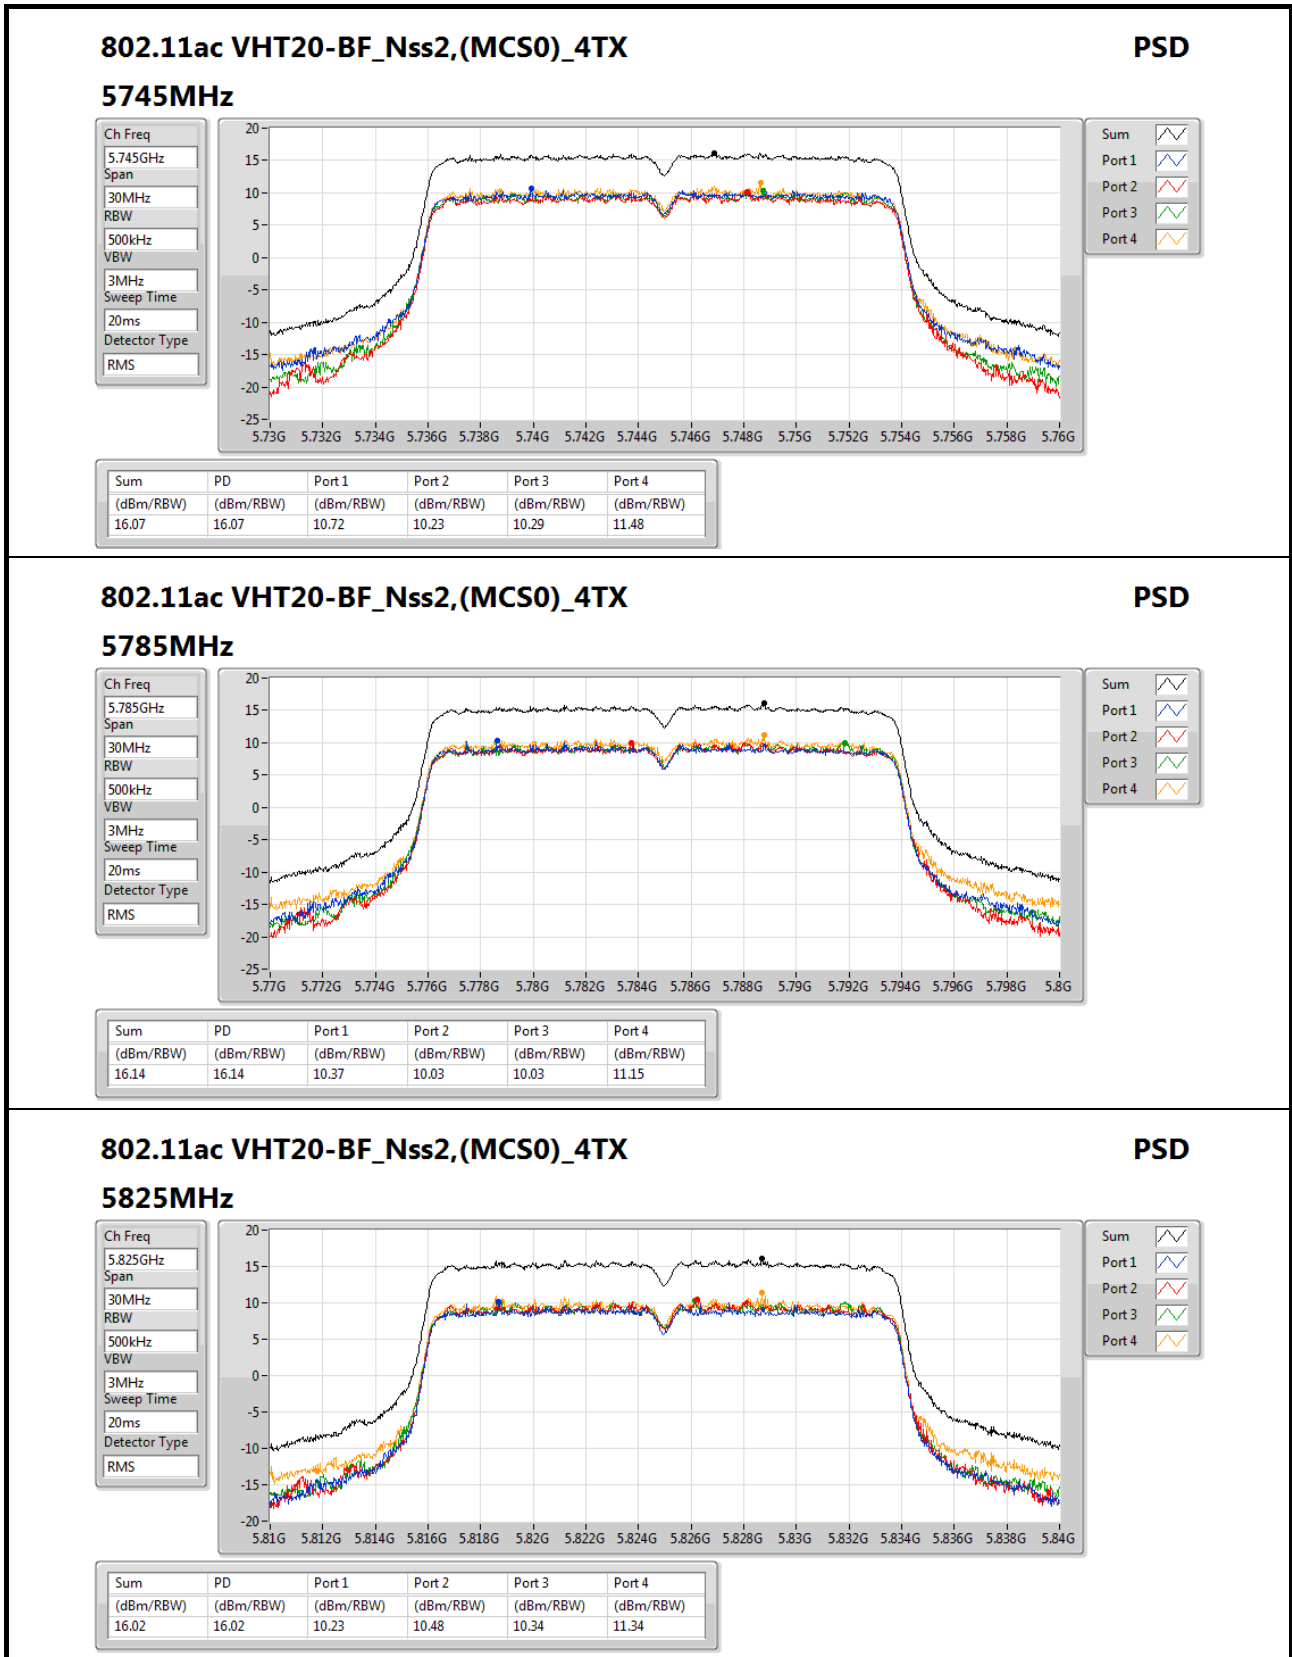 802.11ac VHT20-BF_Nss2,(MCS0)_4TX PSD
5745MHz
Ch Freq
5.745GHz
Span
30MHz
RBW
500kHz
VBW
3MHz
Sweep Time
20ms
Detector Type
RMS
20
15
10
5
0
-5
-10
-15
-20
-25
5.73G 5.732G 5.734G 5.736G 5.738G 5.74G 5.742G 5.744G 5.746G 5.748G 5.75G 5.752G 5.754G 5.756G 5.758G 5.76G
Sum
Port 1
Port 2
Port 3
Port 4
Sum PD Port 1 Port 2 Port 3 Port 4
(dBm/RBW) (dBm/RBW) (dBm/RBW) (dBm/RBW) (dBm/RBW) (dBm/RBW)
16.07 16.07 10.72 10.23 10.29 11.48
802.11ac VHT20-BF_Nss2,(MCS0)_4TX PSD
5785MHz
Ch Freq
5.785GHz
Span
30MHz
RBW
500kHz
VBW
3MHz
Sweep Time
20ms
Detector Type
RMS
20
15
10
5
0
-5
-10
-15
-20
-25
5.77G 5.772G 5.774G 5.776G 5.778G 5.78G 5.782G 5.784G 5.786G 5.788G 5.79G 5.792G 5.794G 5.796G 5.798G 5.8G
Sum
Port 1
Port 2
Port 3
Port 4
Sum PD Port 1 Port 2 Port 3 Port 4
(dBm/RBW) (dBm/RBW) (dBm/RBW) (dBm/RBW) (dBm/RBW) (dBm/RBW)
16.14 16.14 10.37 10.03 10.03 11.15
802.11ac VHT20-BF_Nss2,(MCS0)_4TX PSD
5825MHz
Ch Freq
5.825GHz
Span
30MHz
RBW
500kHz
VBW
3MHz
Sweep Time
20ms
Detector Type
RMS
20
15
10
5
0
-5
-10
-15
-20
5.81G 5.812G 5.814G 5.816G 5.818G 5.82G 5.822G 5.824G 5.826G 5.828G 5.83G 5.832G 5.834G 5.836G 5.838G 5.84G
Sum
Port 1
Port 2
Port 3
Port 4
Sum PD Port 1 Port 2 Port 3 Port 4
(dBm/RBW) (dBm/RBW) (dBm/RBW) (dBm/RBW) (dBm/RBW) (dBm/RBW)
16.02 16.02 10.23 10.48 10.34 11.34